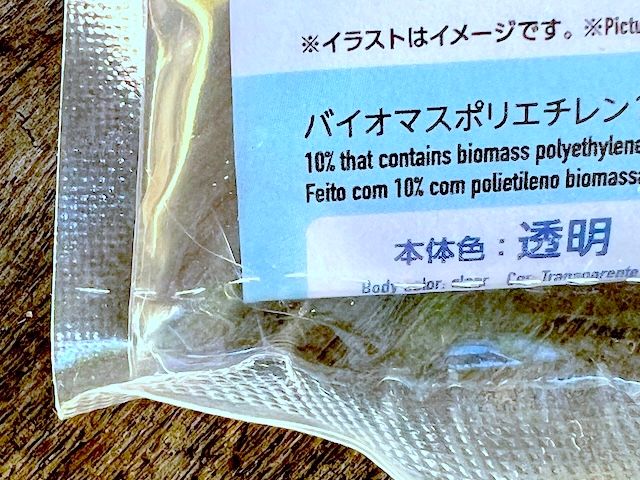 ※イラストはイメージです。 ※Pictu
バイオマスポリエチレン
10% that contains biomass polyethylene
Feito com 10% com polietileno biomassa
本体色：透明
Body color: clear Cor: Transparente